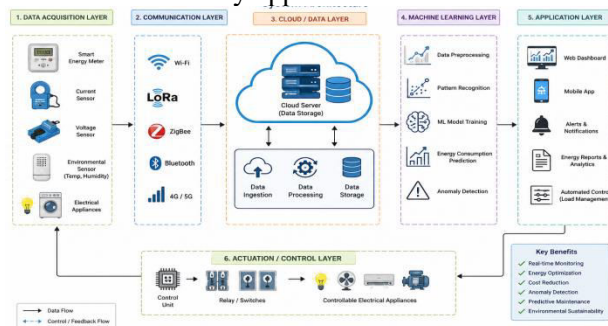 1. DATA ACQUISITION LAYER
Smart
Energy Meter
Current
Sensor
Voltage
Sensor
Environmental
Sensor
(Temp, Humidity)
Electrical
Appliances
2. COMMUNICATION LAYER
Wi-Fi
LoRa
ZigBee
Bluetooth
4G / 5G
3. CLOUD / DATA LAYER
Cloud Server
(Data Storage)
Data
Ingestion
Data
Processing
Data
Storage
4. MACHINE LEARNING LAYER
Data Preprocessing
Pattern Recognition
ML Model Training
Energy Consumption
Prediction
Anomaly Detection
5. APPLICATION LAYER
Web Dashboard
Mobile App
Alerts &
Notifications
Energy Reports &
Analytics
Automated Control
(Load Management
6. ACTUATION / CONTROL LAYER
Control
Unit
Relay / Switches
Controllable Electrical Appliances
Data Flow
Control / Feedback Flow
Key Benefits
Real-time Monitoring
Energy Optimization
Cost Reduction
Anomaly Detection
Predictive Maintenance
Environmental Sustainability